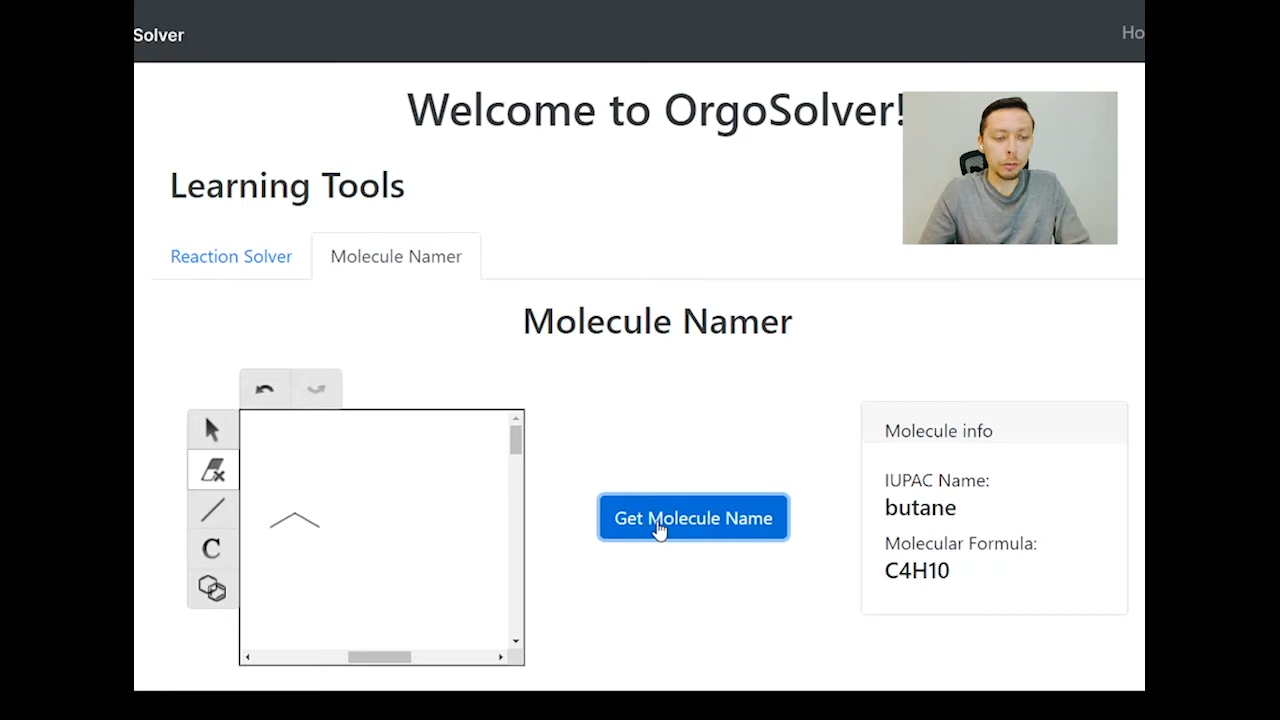 Solver
Ho
Welcome to OrgoSolver!
Learning Tools
Reaction Solver
Molecule Namer
Molecule Namer
C
Get Molecule Name
Molecule info
IUPAC Name:
butane
Molecular Formula:
C4H10